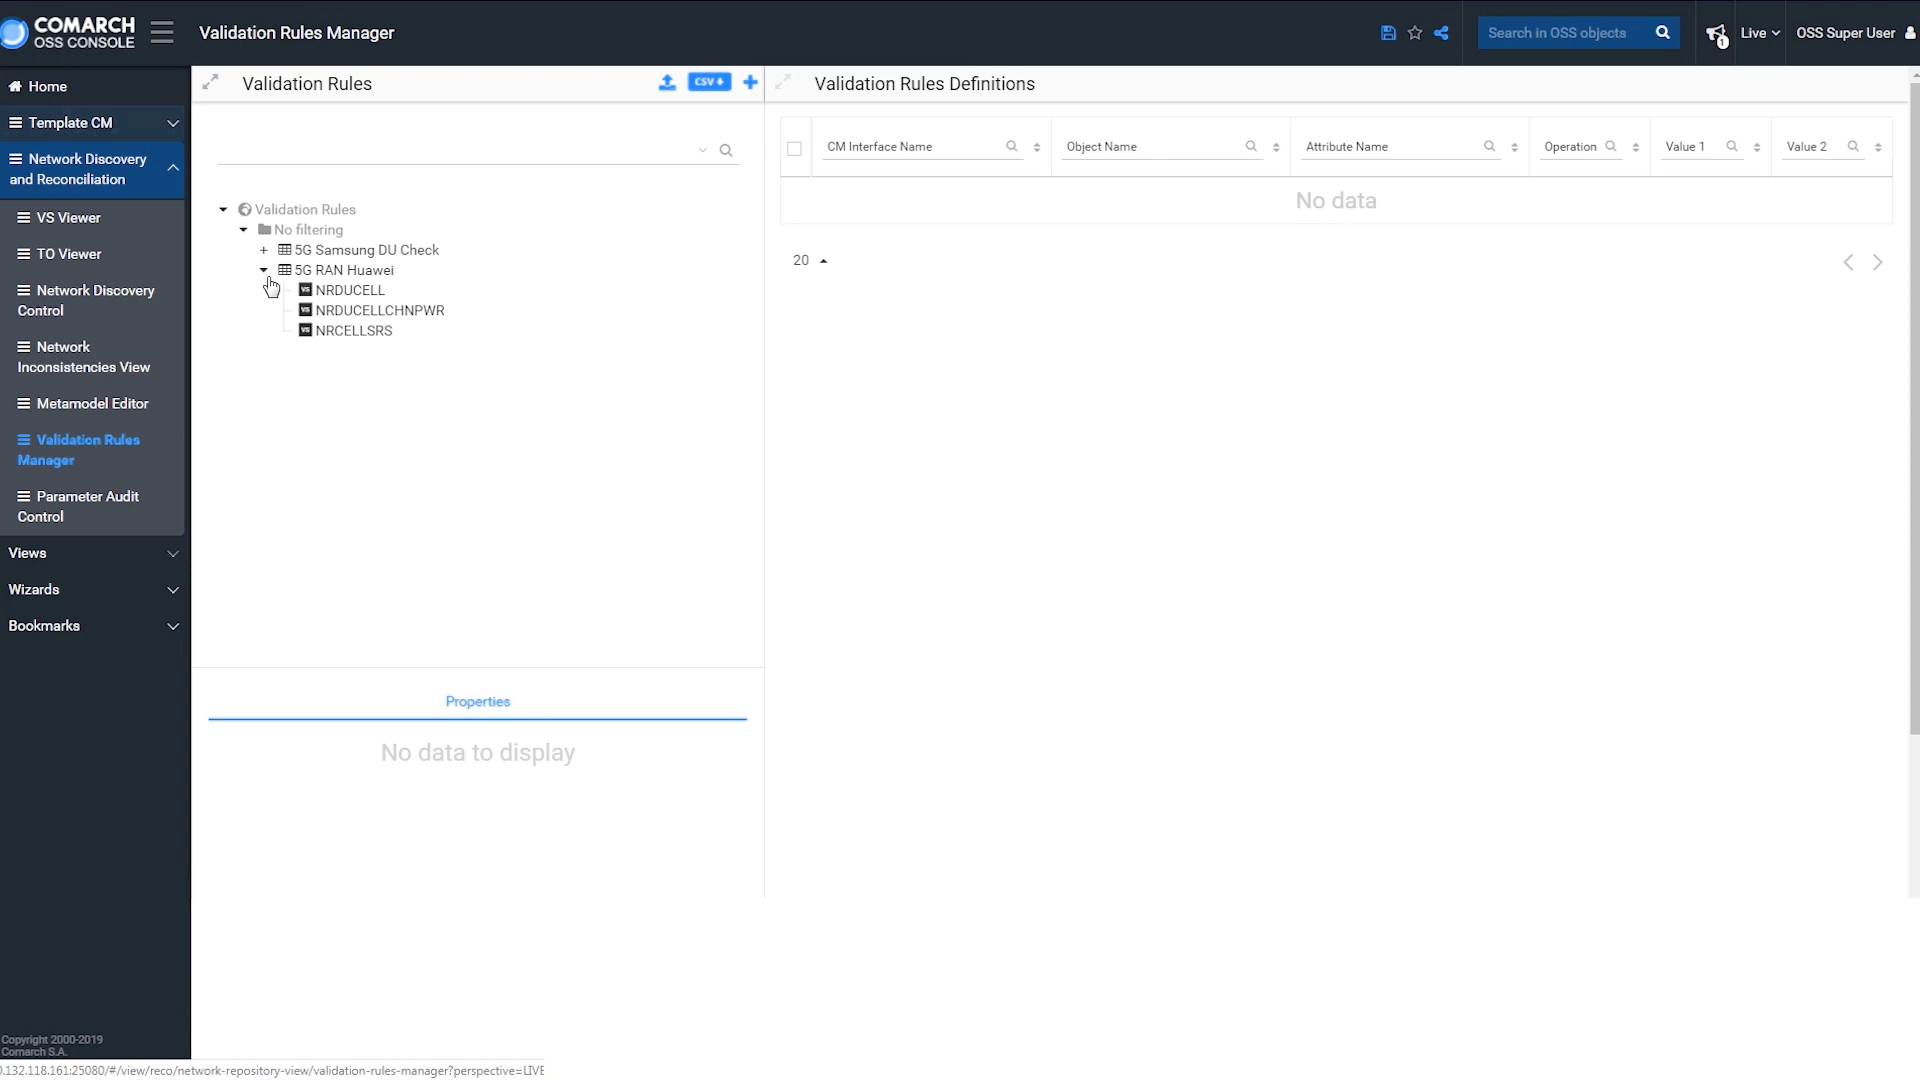 COMARCH
OSS CONSOLE
Validation Rules Manager
Search in OSS objects
1
Live
OSS Super User
Home
Template CM
Network Discovery
and Reconciliation
VS Viewer
TO Viewer
Network Discovery
Control
Network
Inconsistencies View
Metamodel Editor
Validation Rules
Manager
Parameter Audit
Control
Views
Wizards
Bookmarks
Copyright 2000-2019
Comarch S.A.
Validation Rules
CSV
Validation Rules
No filtering
5G Samsung DU Check
5G RAN Huawei
VS NRDUCELL
VS NRDUCELLCHNPWR
VS NRCELLSRS
Properties
No data to display
Validation Rules Definitions
CM Interface Name
Object Name
Attribute Name
Operation
Value 1
Value 2
No data
20
0.132.118.161:25080/#/view/reco/network-repository-view/validation-rules-manager?perspective=LIVE